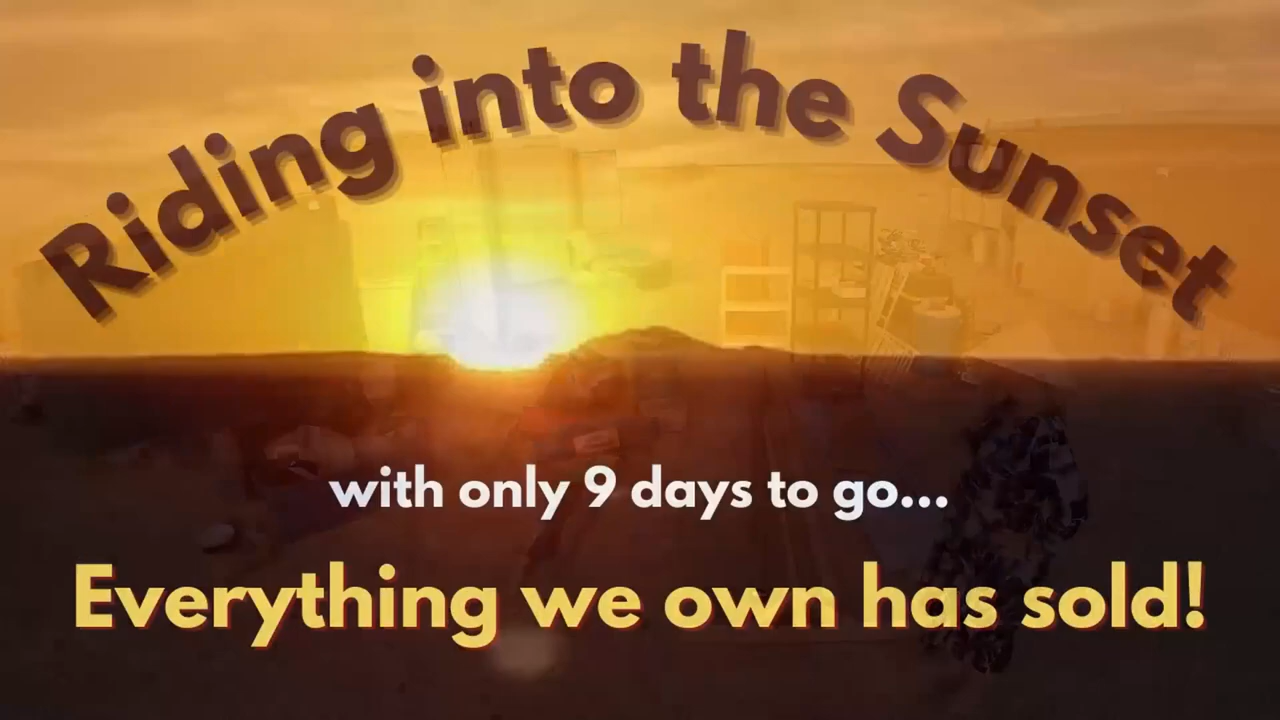 Riding into the Sunset
with only 9 days to go...
Everything we own has sold!